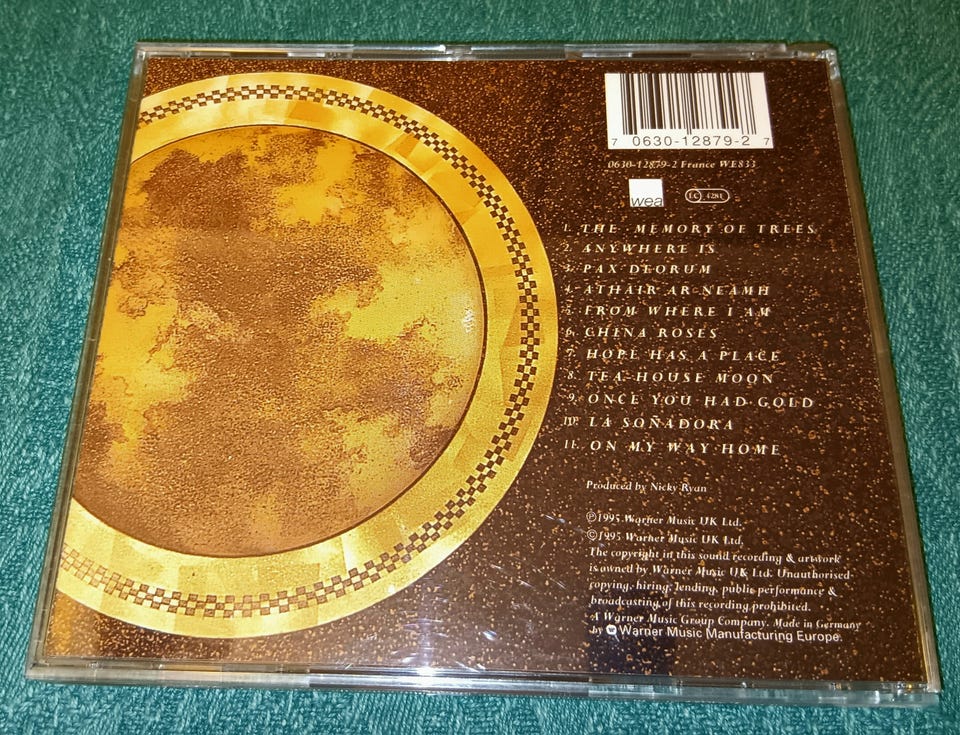 7 0630-12879-2 7
0630-12879-2 France WE833
wea
LC 4281
1. THE MEMORY OF TREES
2. ANYWHERE IS
3. PAX DEORUM
4. ATHAIR AR NEAMH
5. FROM WHERE I AM
6. CHINA ROSES
7. HOPE HAS A PLACE
8. TEA-HOUSE MOON
9. ONCE YOU HAD GOLD
10. LA SOÑADORA
11. ON MY WAY HOME
Produced by Nicky Ryan
℗1995 Warner Music UK Ltd.
©1995 Warner Music UK Ltd.
The copyright in this sound recording & artwork
is owned by Warner Music UK Ltd. Unauthorised
copying, hiring, lending, public performance &
broadcasting of this recording prohibited.
A Warner Music Group Company. Made in Germany
by Warner Music Manufacturing Europe.